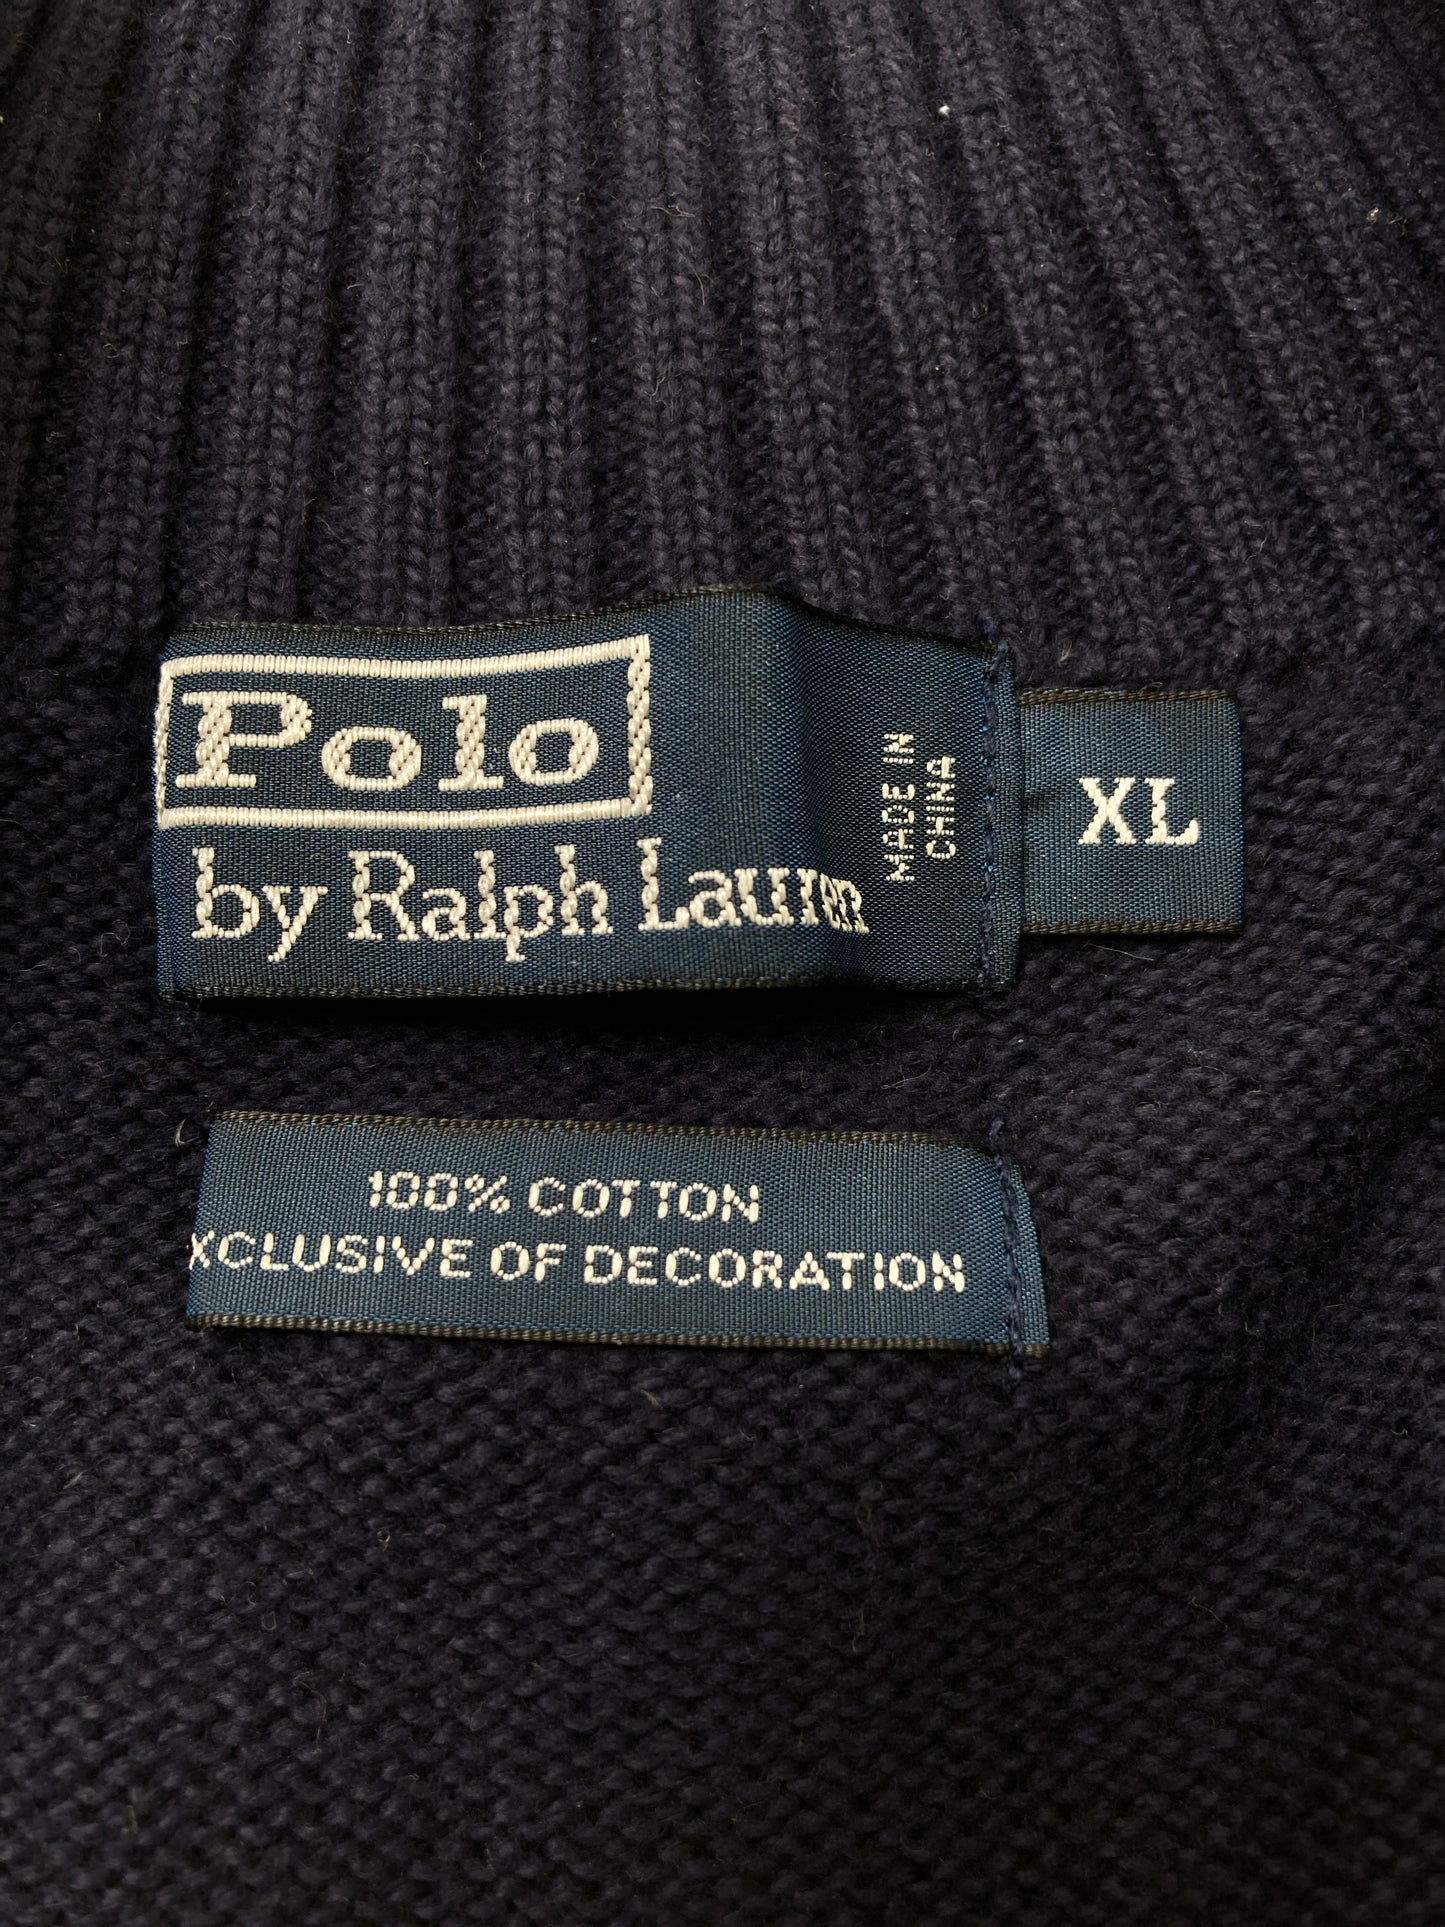 Polo
by Ralph Lauren
MADE IN
CHINA
XL
100% COTTON
XCLUSIVE OF DECORATION